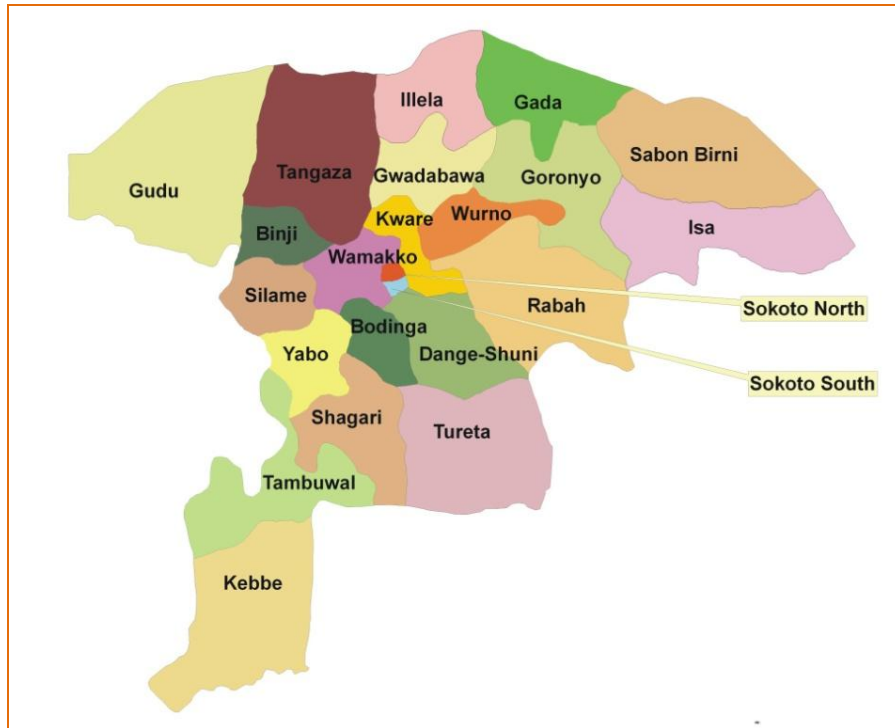 Illela
Gada
Sabon Birni
Tangaza
Gwadabawa
Goronyo
Gudu
Kware
Wurno
Isa
Binji
Wamakko
Silame
Rabah
Sokoto North
Bodinga
Yabo
Dange-Shuni
Sokoto South
Shagari
Tureta
Tambuwal
Kebbe